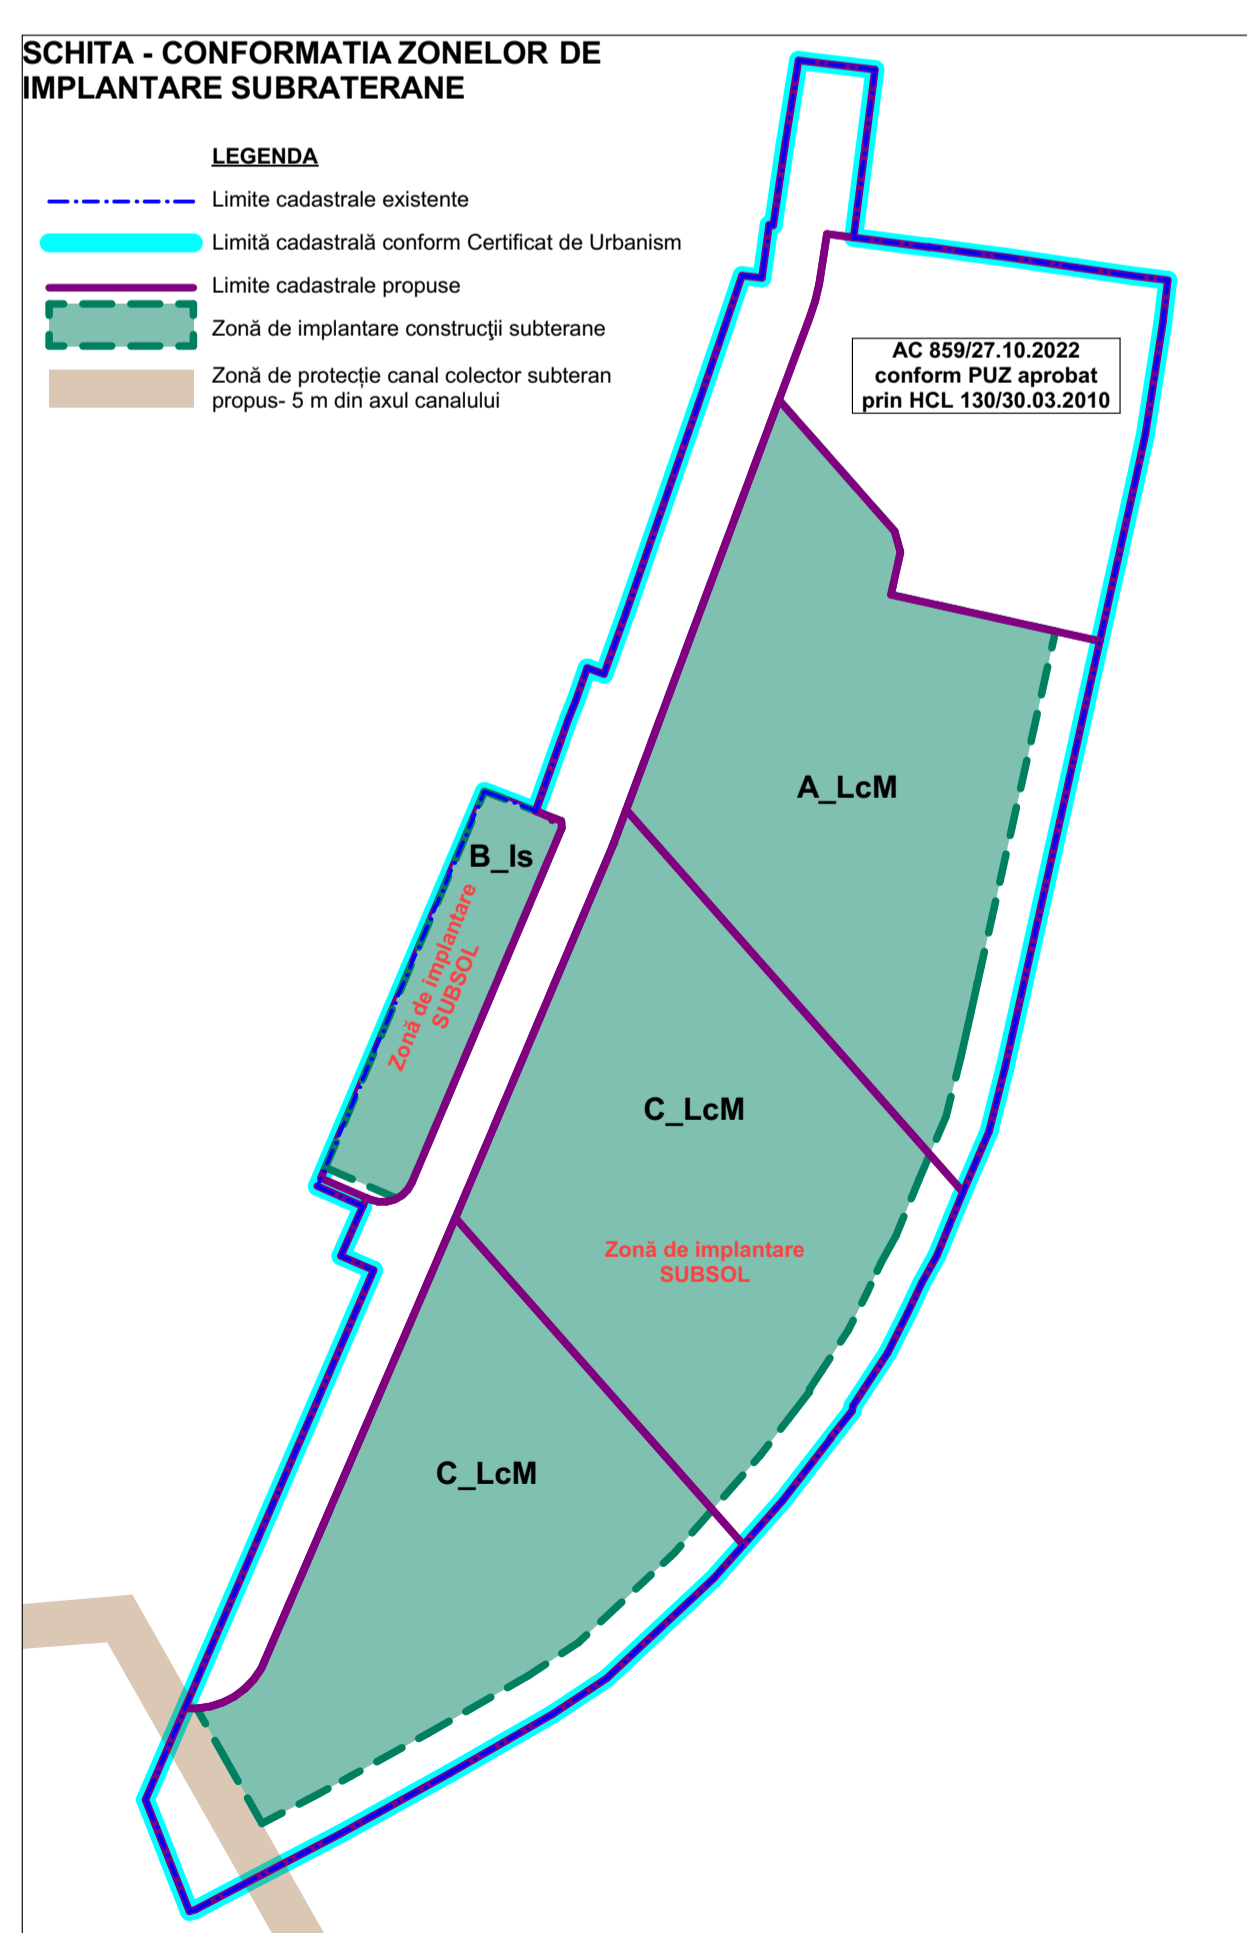 SCHITA - CONFORMATIA ZONELOR DE
IMPLANTARE SUBRATERANE
LEGENDA
Limite cadastrale existente
Limită cadastrală conform Certificat de Urbanism
Limite cadastrale propuse
Zonă de implantare construcţii subterane
Zonă de protecție canal colector subteran
propus- 5 m din axul canalului
AC 859/27.10.2022
conform PUZ aprobat
prin HCL 130/30.03.2010
A_LcM
B_Is
Zonă de implantare
SUBSOL
C_LcM
Zonă de implantare
SUBSOL
C_LcM